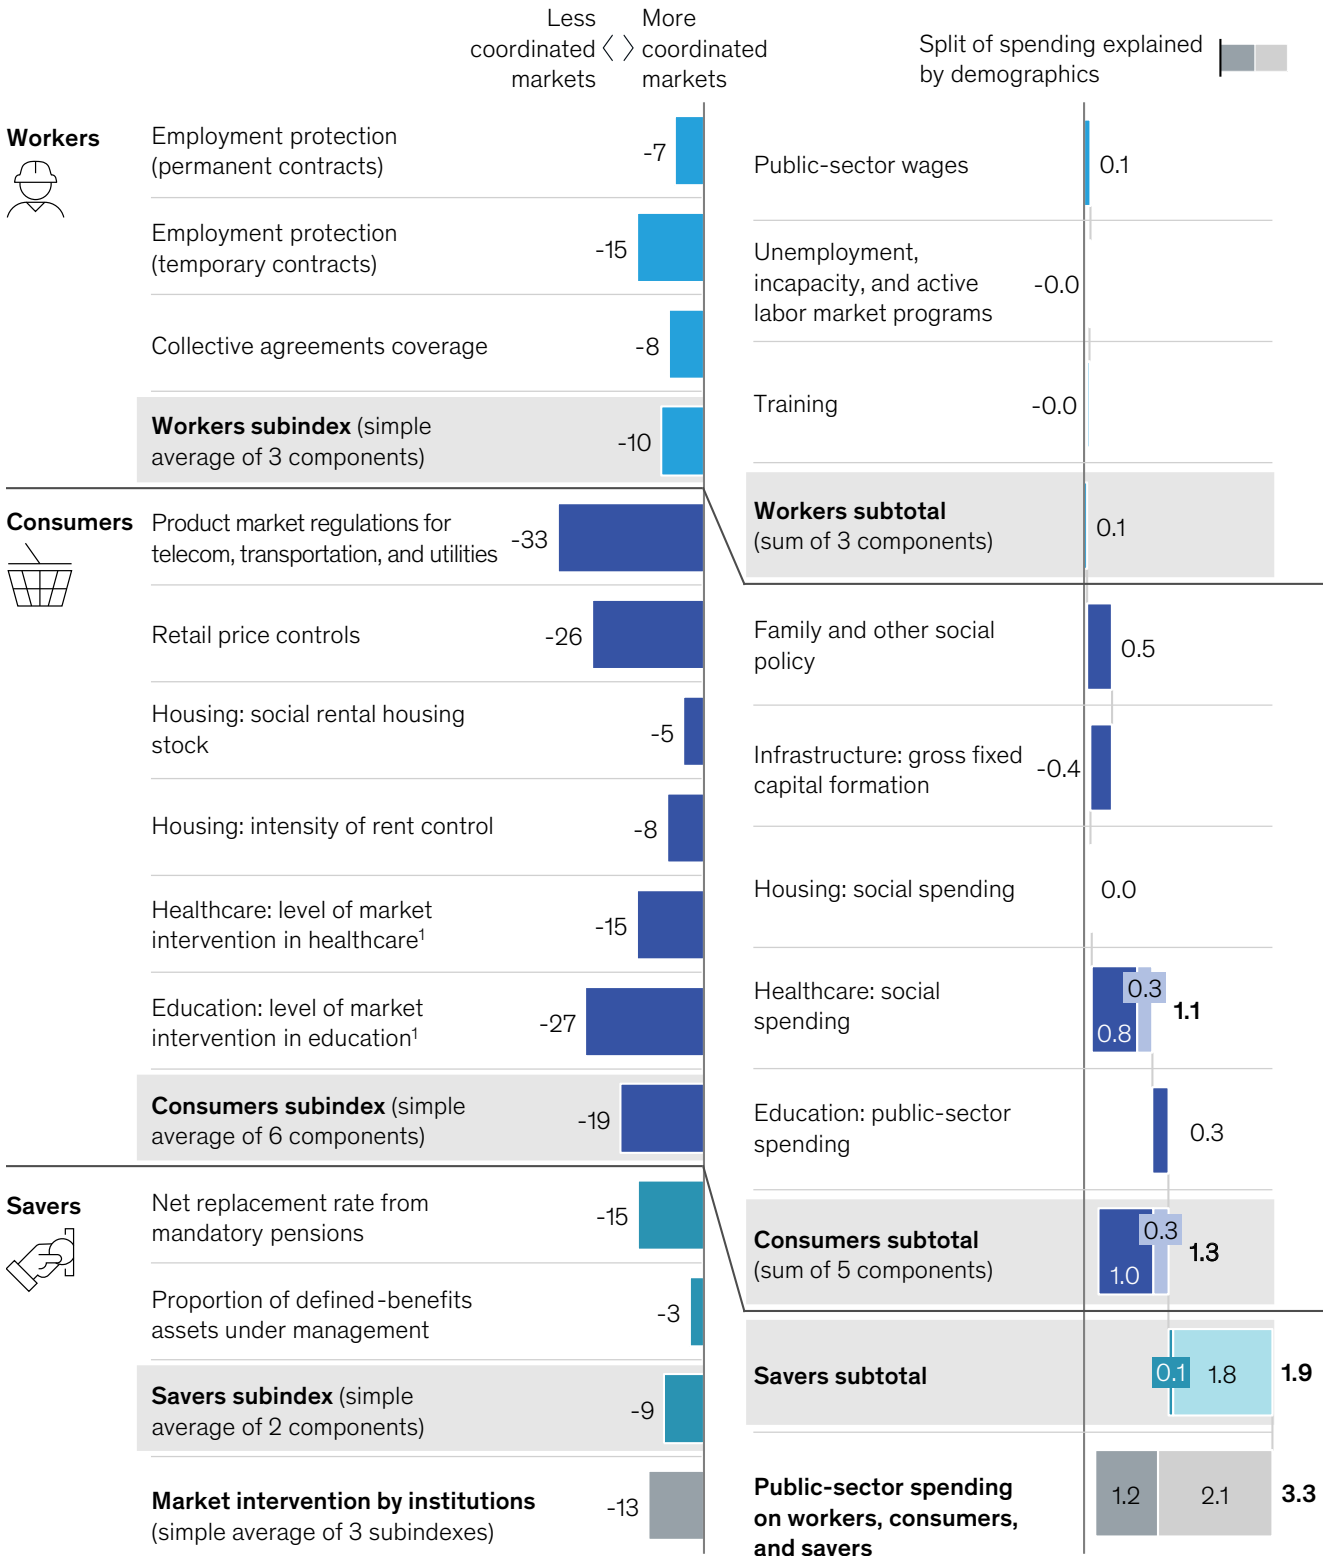 Less
coordinated
markets
More
coordinated
markets
Workers
Employment protection
(permanent contracts)
-7
Employment protection
(temporary contracts)
-15
Collective agreements coverage
-8
Workers subindex (simple
average of 3 components)
-10
Consumers
Product market regulations for
telecom, transportation, and utilities
-33
Retail price controls
-26
Housing: social rental housing
stock
-5
Housing: intensity of rent control
-8
Healthcare: level of market
intervention in healthcare¹
-15
Education: level of market
intervention in education¹
-27
Consumers subindex (simple
average of 6 components)
-19
Savers
Net replacement rate from
mandatory pensions
-15
Proportion of defined-benefits
assets under management
-3
Savers subindex (simple
average of 2 components)
-9
Market intervention by institutions
(simple average of 3 subindexes)
-13
Split of spending explained
by demographics
Public-sector wages
0.1
Unemployment,
incapacity, and active
labor market programs
-0.0
Training
-0.0
Workers subtotal
(sum of 3 components)
0.1
Family and other social
policy
0.5
Infrastructure: gross fixed
capital formation
-0.4
Housing: social spending
0.0
Healthcare: social
spending
0.8
0.3
1.1
Education: public-sector
spending
0.3
Consumers subtotal
(sum of 5 components)
1.0
0.3
1.3
Savers subtotal
0.1
1.8
1.9
Public-sector spending
on workers, consumers,
and savers
1.2
2.1
3.3